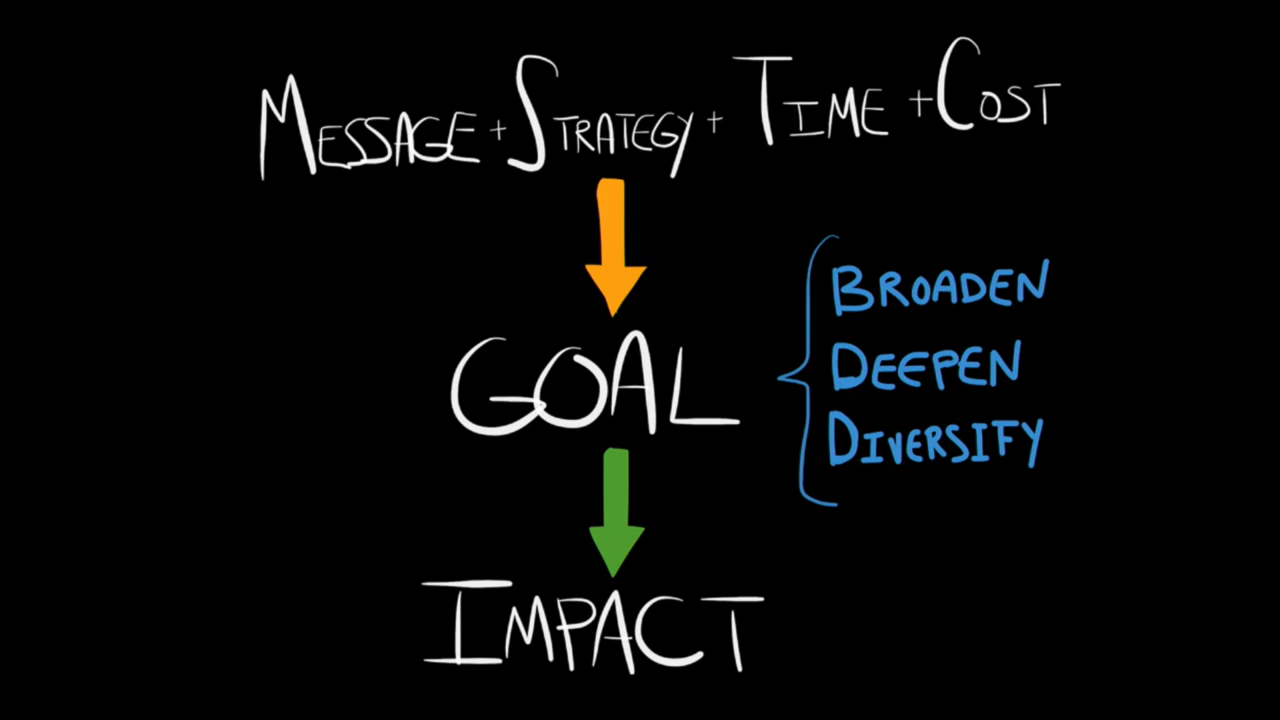 MESSAGE + STRATEGY + TIME + COST
GOAL
BROADEN
DEEPEN
DIVERSIFY
IMPACT